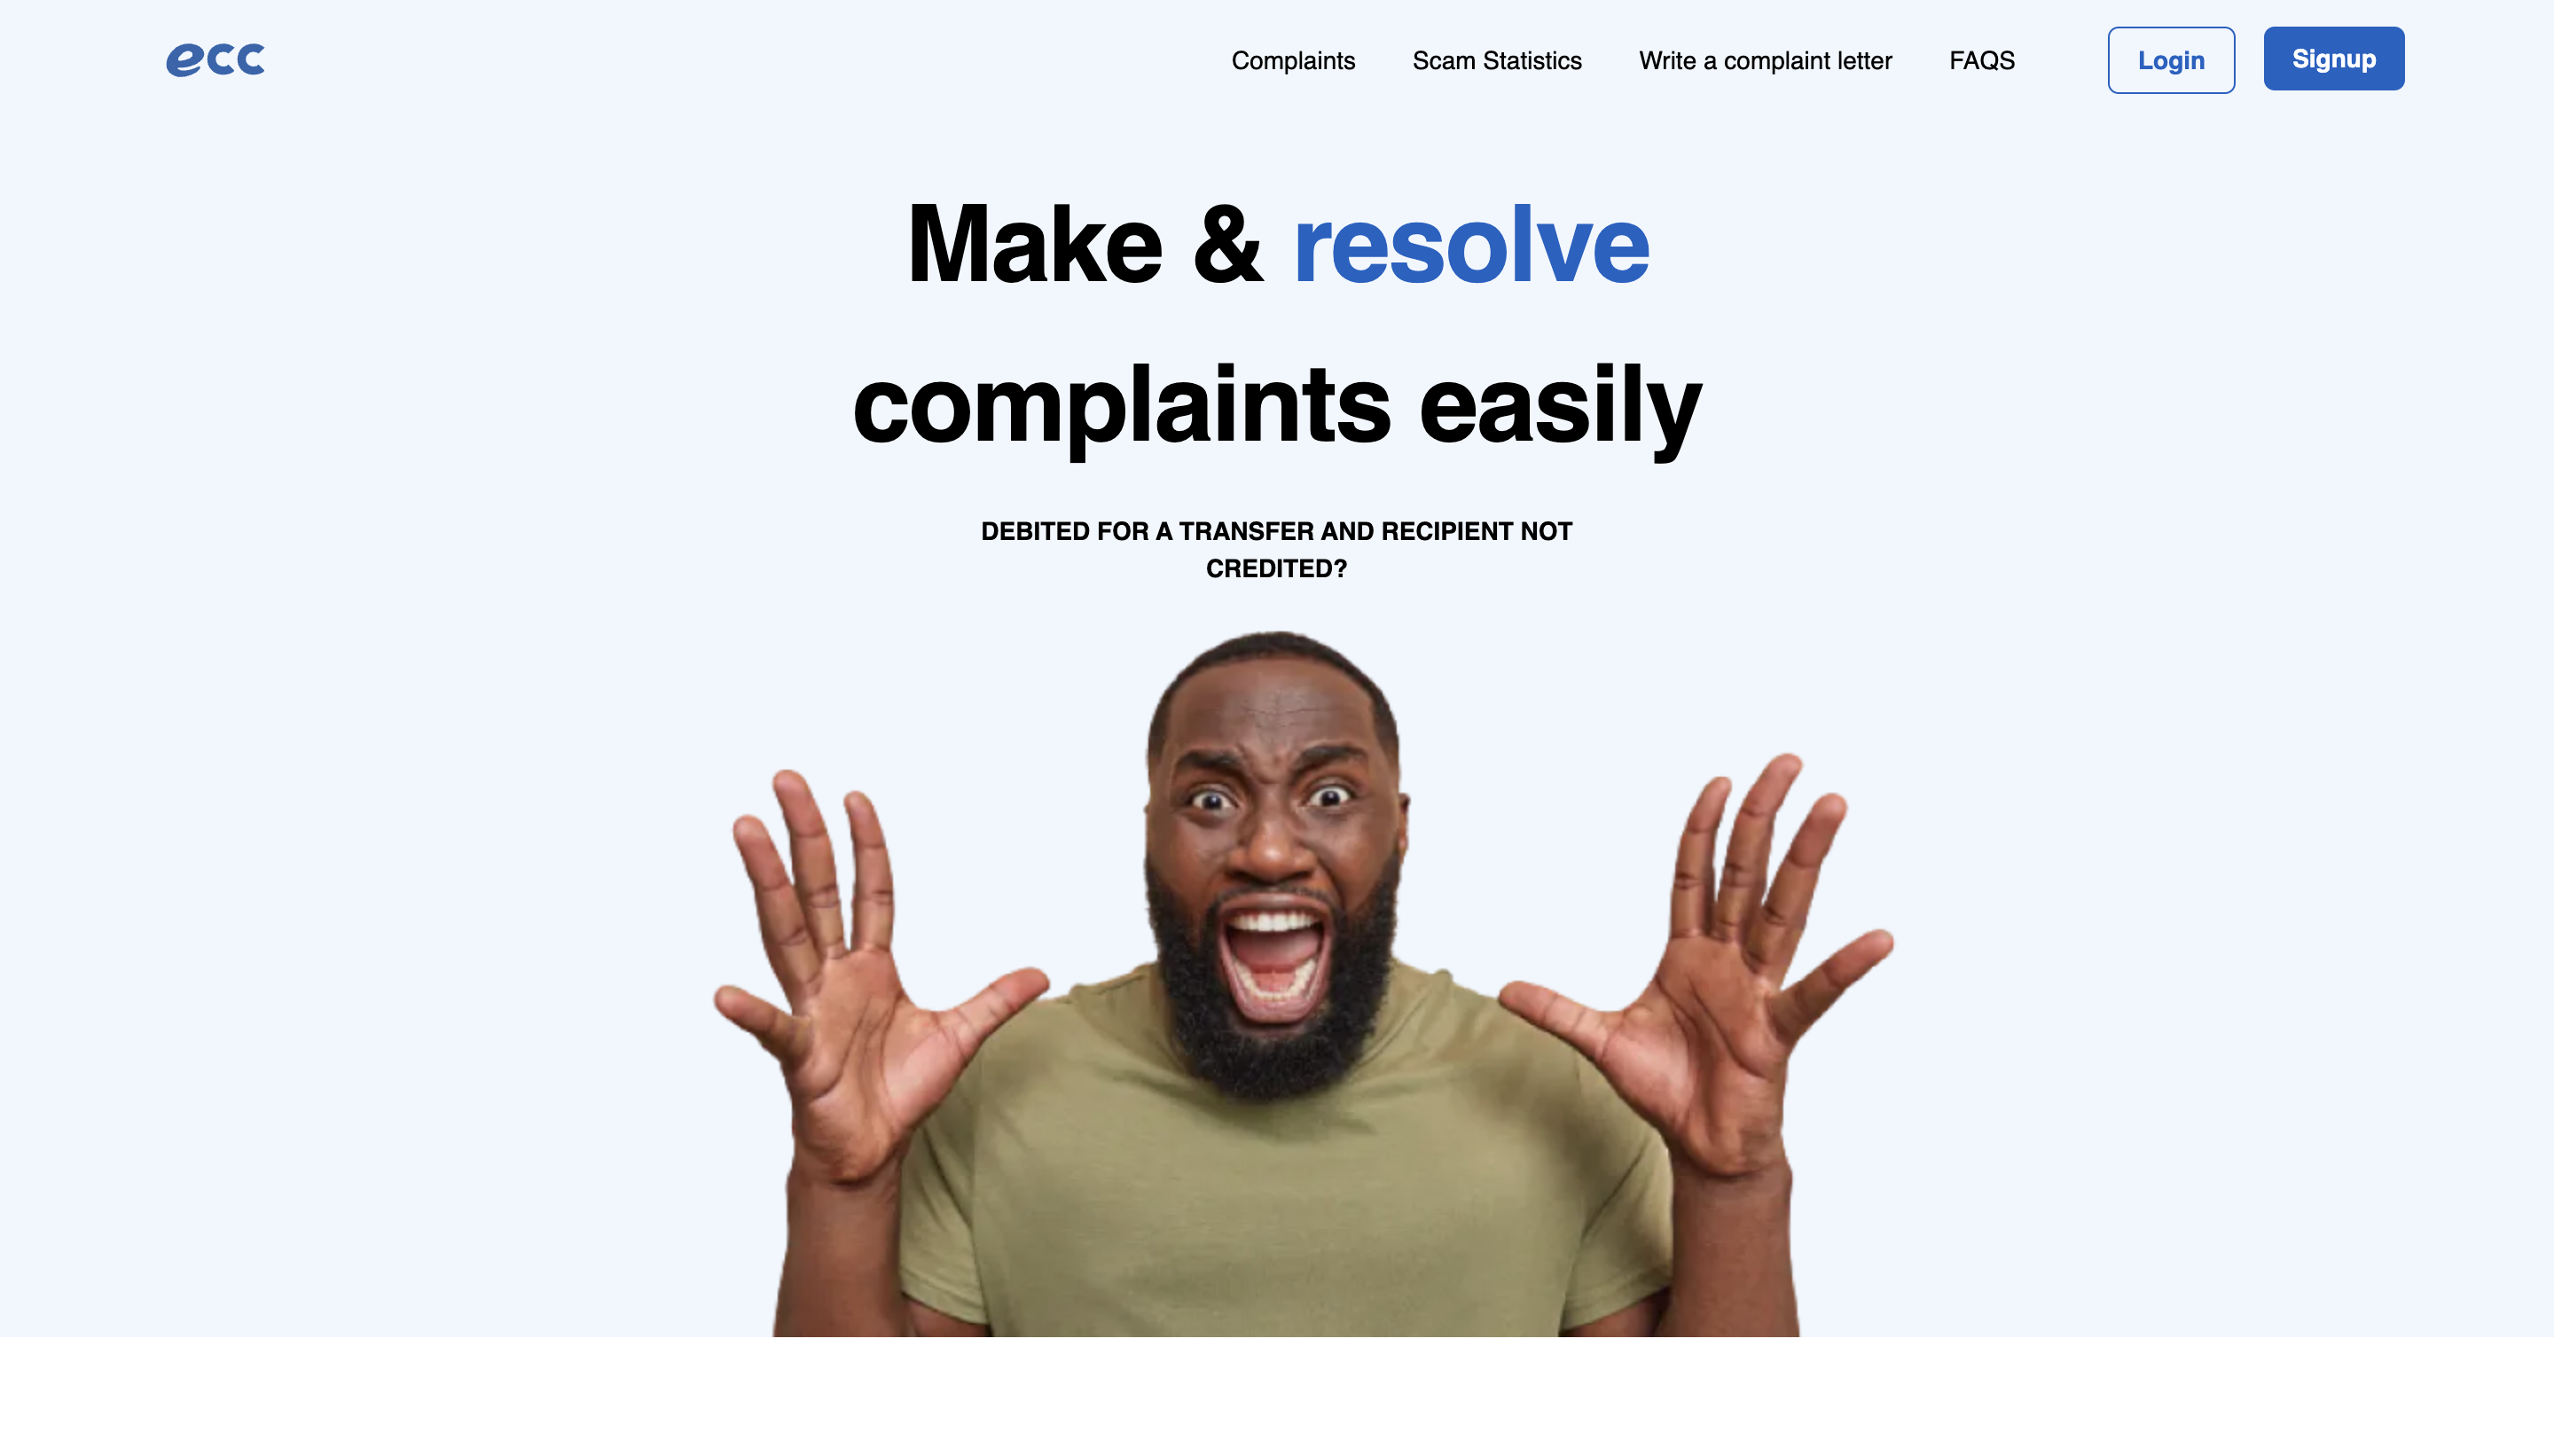 ecc
Complaints
Scam Statistics
Write a complaint letter
FAQS
Login
Signup
Make & resolve
complaints easily
DEBITED FOR A TRANSFER AND RECIPIENT NOT
CREDITED?